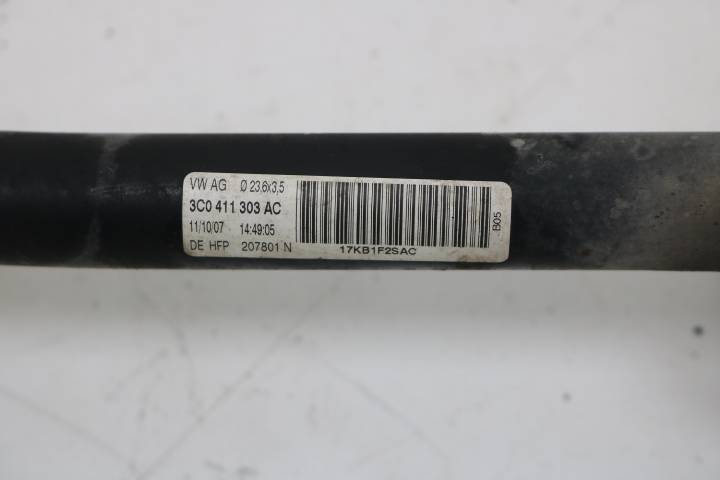 VW AG Ø 23,6x3,5
3C0 411 303 AC
11/10/07 14:49:05
DE HFP 207801 N
17KB1F2SAC
B05